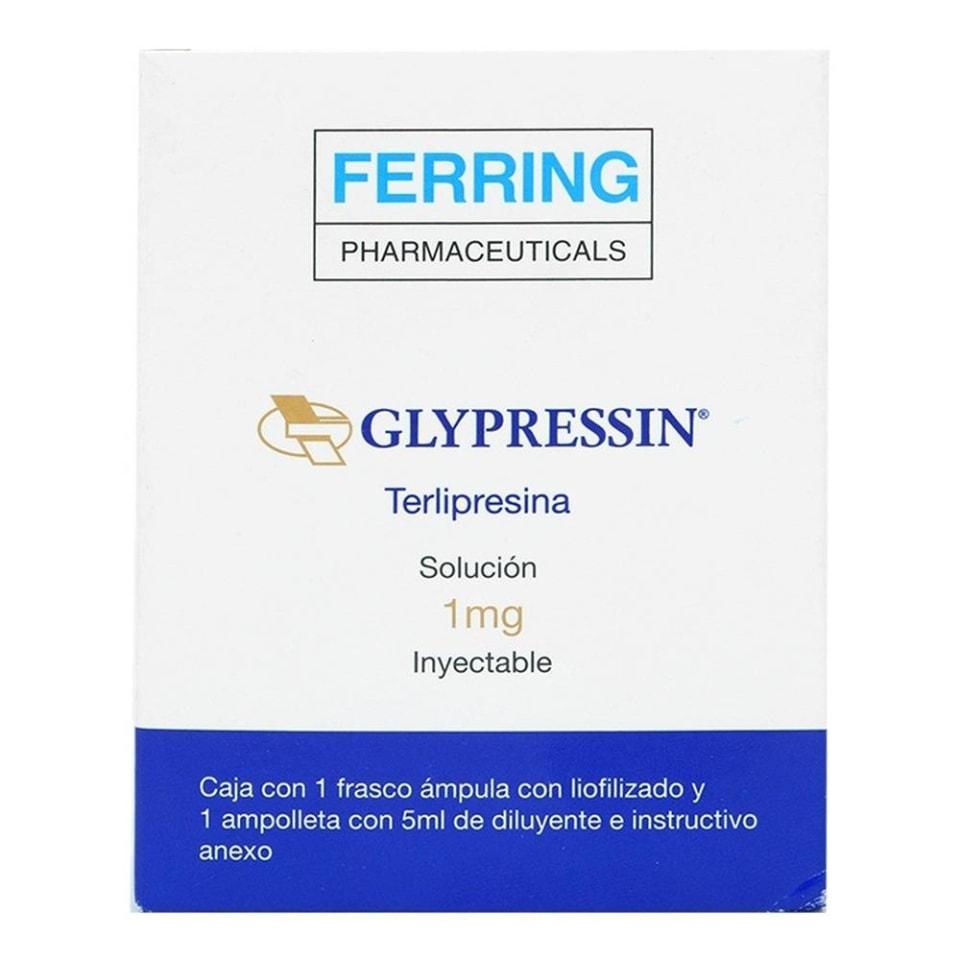 FERRING
PHARMACEUTICALS
GLYPRESSIN®
Terlipresina
Solución
1mg
Inyectable
Caja con 1 frasco ámpula con liofilizado y
1 ampolleta con 5ml de diluyente e instructivo
anexo